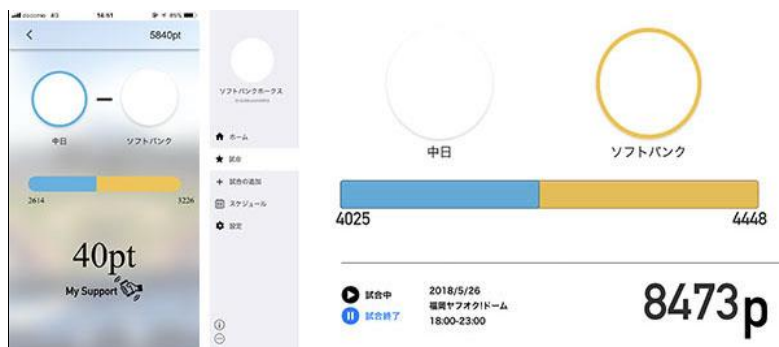 docomo 4G 14:51 85%
5840pt
中日
ソフトバンク
2614
3226
40pt
My Support
ソフトバンクホークス
ホーム
試合
試合の追加
スケジュール
設定
中日
ソフトバンク
4025
4448
試合中
試合終了
2018/5/26
福岡ヤフオク!ドーム
18:00-23:00
8473p